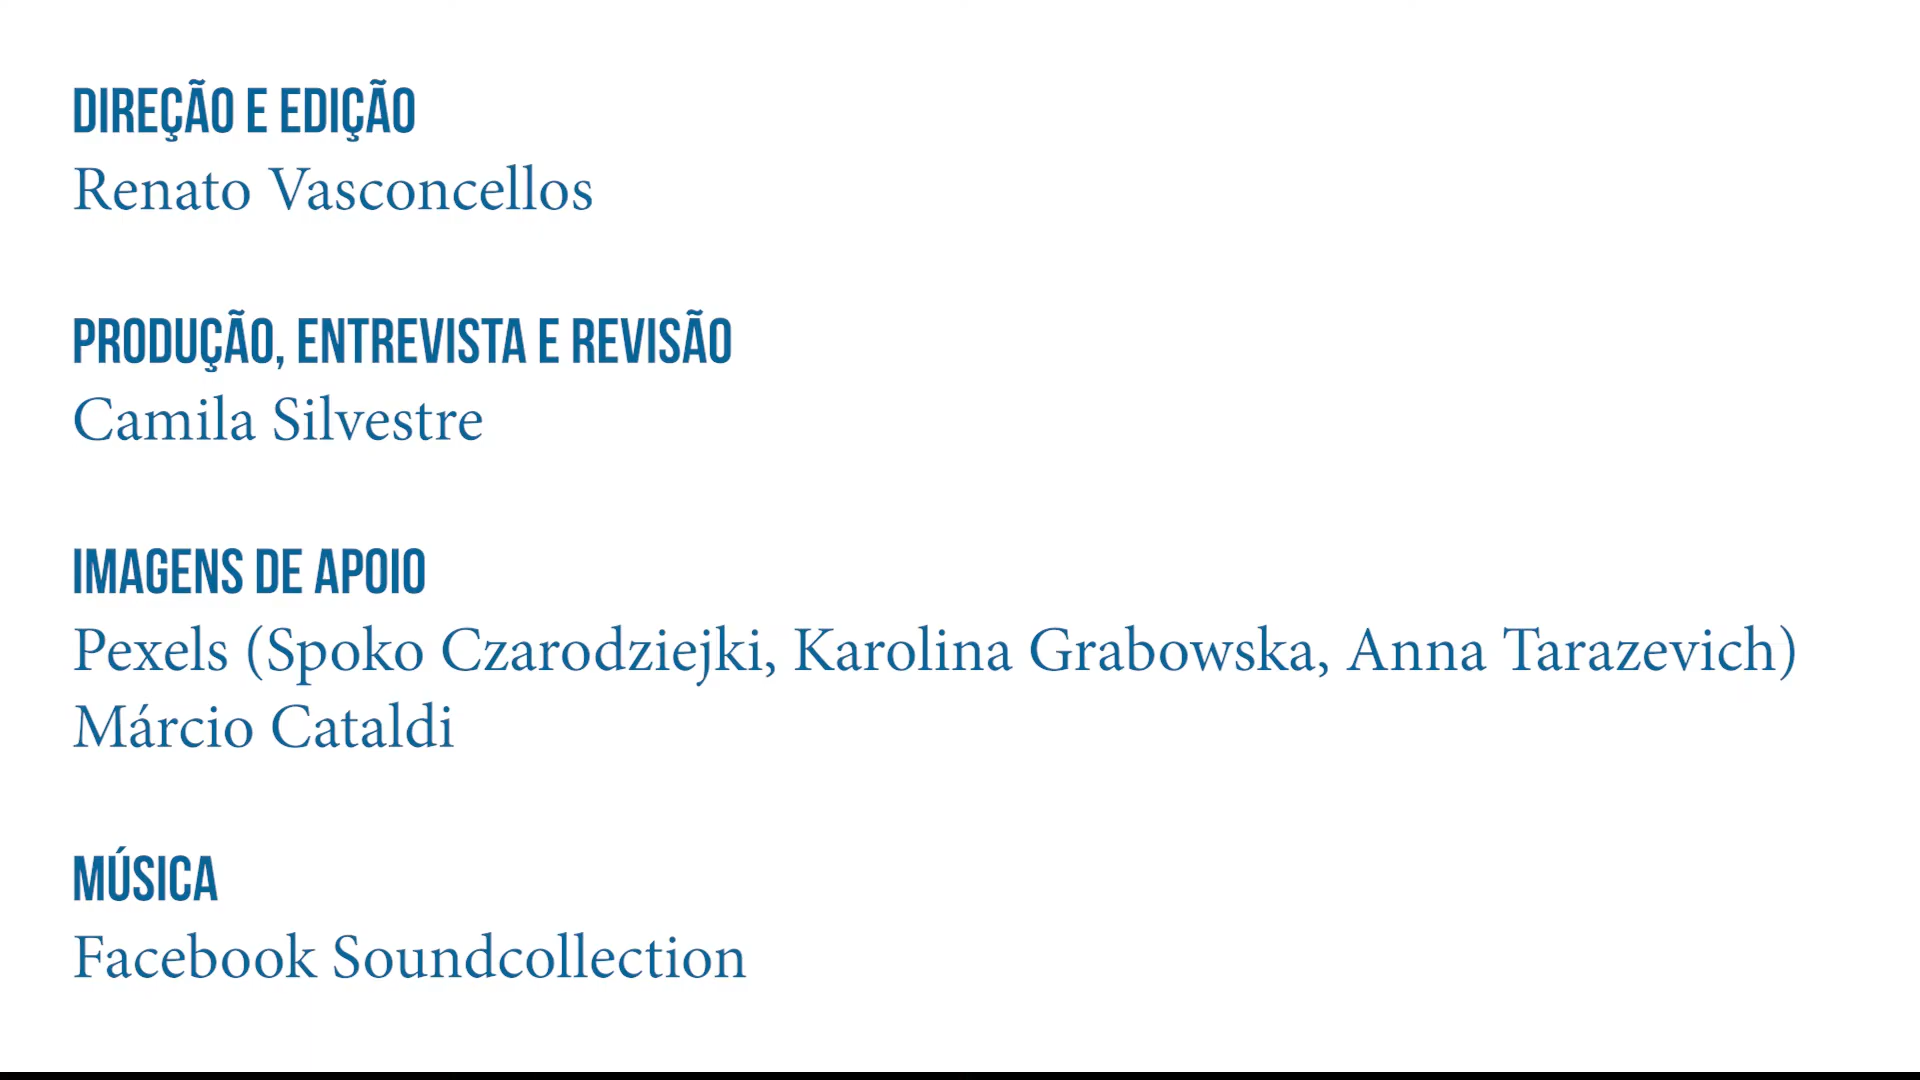 DIREÇÃO E EDIÇÃO
Renato Vasconcellos
PRODUÇÃO, ENTREVISTA E REVISÃO
Camila Silvestre
IMAGENS DE APOIO
Pexels (Spoko Czarodziejki, Karolina Grabowska, Anna Tarazevich)
Márcio Cataldi
MÚSICA
Facebook Soundcollection